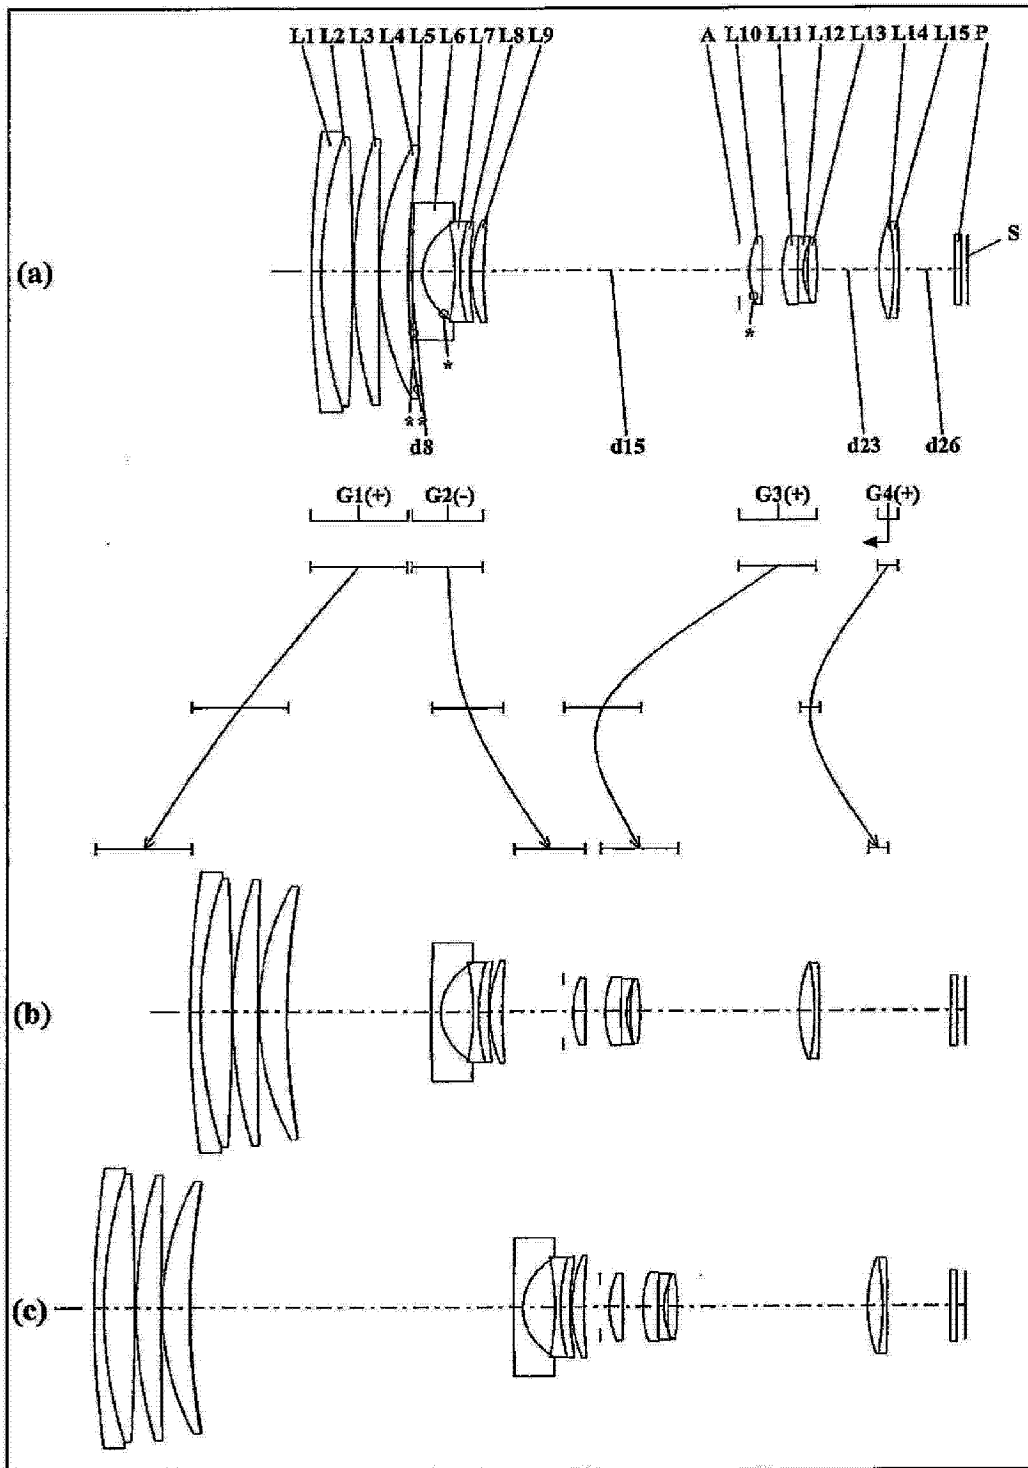 L1 L2 L3 L4 L5 L6 L7 L8 L9 A L10 L11 L12 L13 L14 L15 P
S
(a)
*
*
* *
d8 d15 d23 d26
G1(+) G2(-) G3(+) G4(+)
(b)
(c)